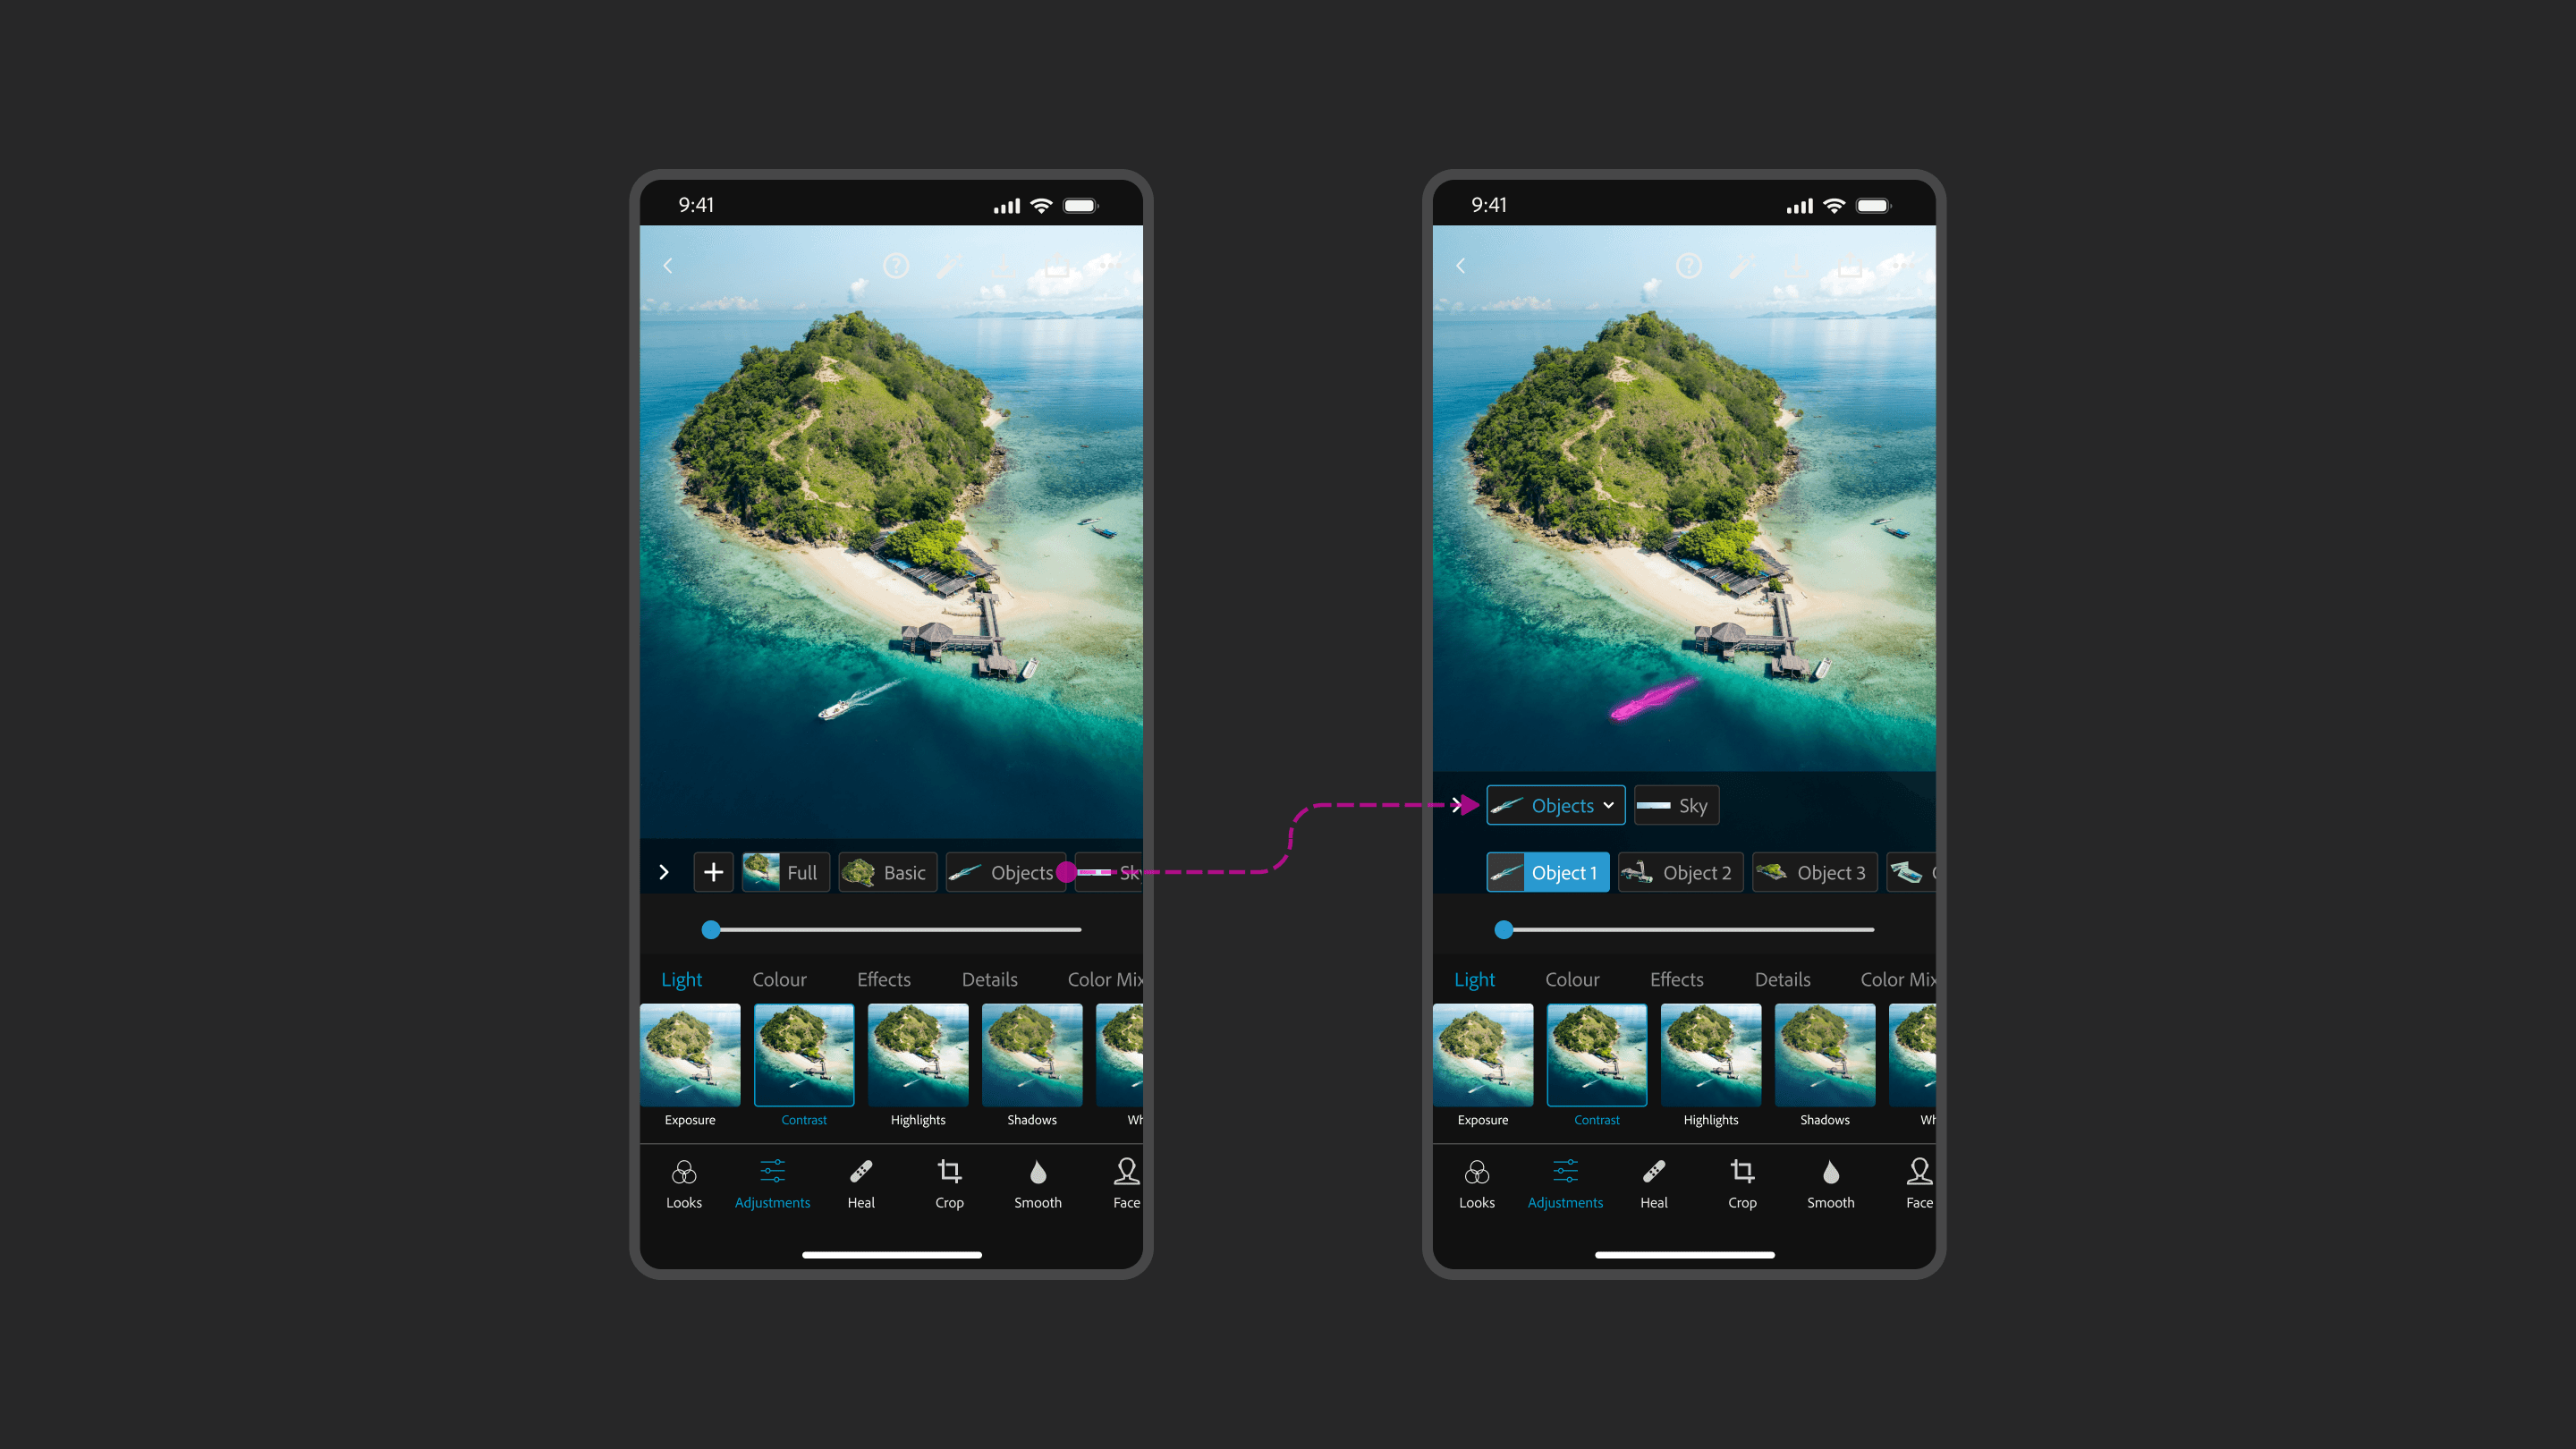 9:41
Full
Basic
Objects
Light
Colour
Effects
Details
Color Mix
Exposure
Contrast
Highlights
Shadows
Looks
Adjustments
Heal
Crop
Smooth
Face
9:41
Objects
Sky
Object 1
Object 2
Object 3
Light
Colour
Effects
Details
Color Mix
Exposure
Contrast
Highlights
Shadows
Looks
Adjustments
Heal
Crop
Smooth
Face